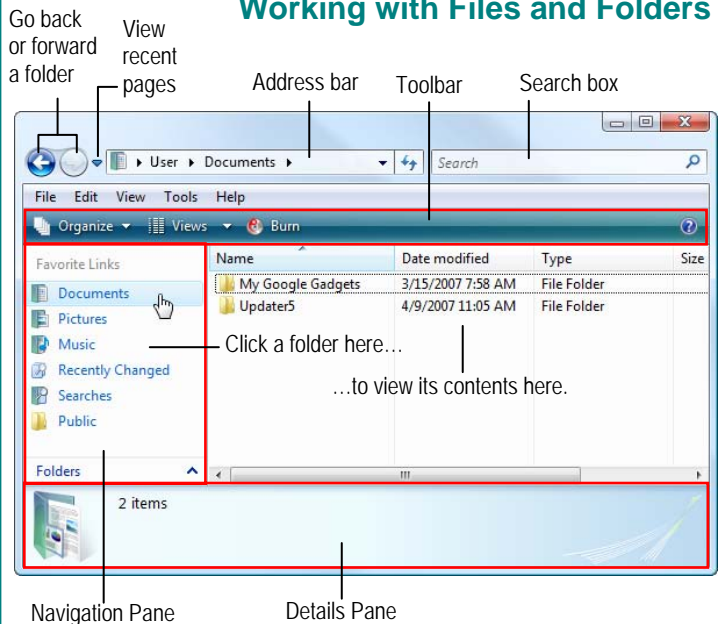 Working with Files and Folders
Go back
or forward
a folder
View
recent
pages
Address bar
Toolbar
Search box
User
Documents
Search
File Edit View Tools Help
Organize Views Burn
Favorite Links
Documents
Pictures
Music
Recently Changed
Searches
Public
Folders
Name Date modified Type Size
My Google Gadgets 3/15/2007 7:58 AM File Folder
Updater5 4/9/2007 11:05 AM File Folder
Click a folder here…
…to view its contents here.
2 items
Navigation Pane
Details Pane